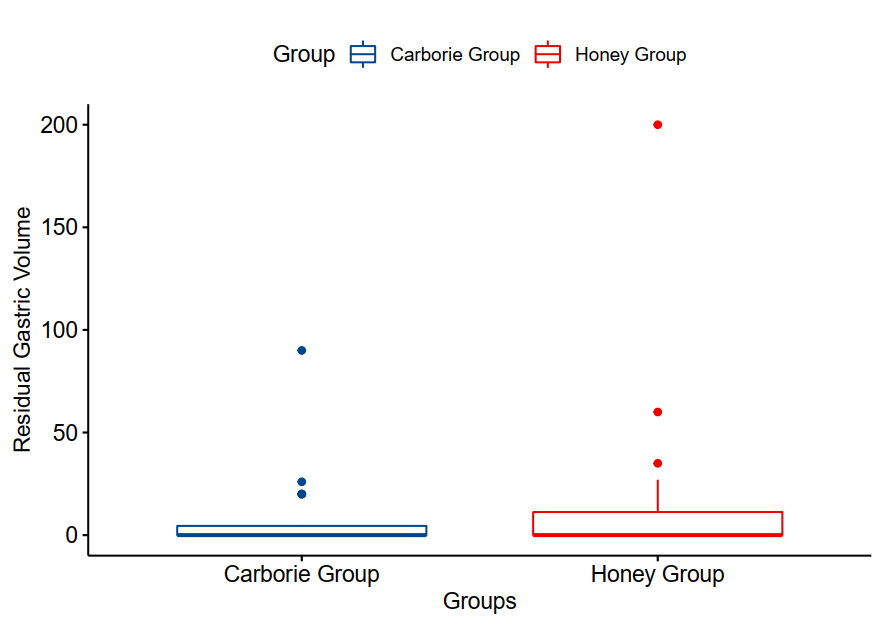 Group Carborie Group Honey Group
200
150
100
50
0
Residual Gastric Volume
Carborie Group Honey Group
Groups